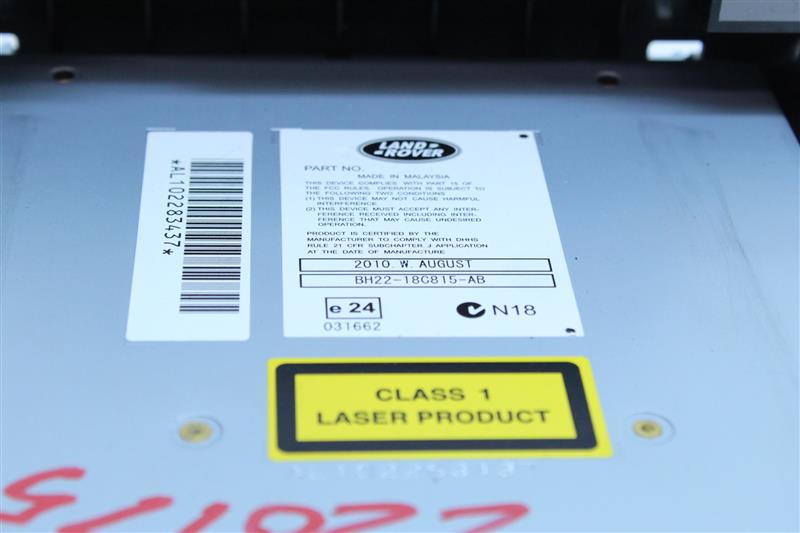 *AL102283437*
LAND
ROVER
PART NO.
MADE IN MALAYSIA
THIS DEVICE COMPLIES WITH PART 15 OF
THE FCC RULES. OPERATION IS SUBJECT TO
THE FOLLOWING TWO CONDITIONS
(1) THIS DEVICE MAY NOT CAUSE HARMFUL
INTERFERENCE.
(2) THIS DEVICE MUST ACCEPT ANY INTER-
FERENCE RECEIVED INCLUDING INTER-
FERENCE THAT MAY CAUSE UNDESIRED
OPERATION.
PRODUCT IS CERTIFIED BY THE
MANUFACTURER TO COMPLY WITH DHHS
RULE 21 CFR SUBCHAPTER J APPLICATION
AT THE DATE OF MANUFACTURE
2010. W. AUGUST
BH22-18C815-AB
e 24
031662
N18
CLASS 1
LASER PRODUCT